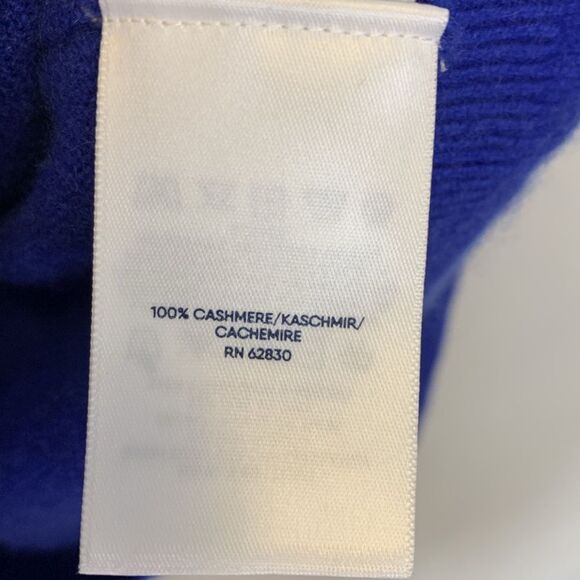 100% CASHMERE/KASCHMIR/
CACHEMIRE
RN 62830